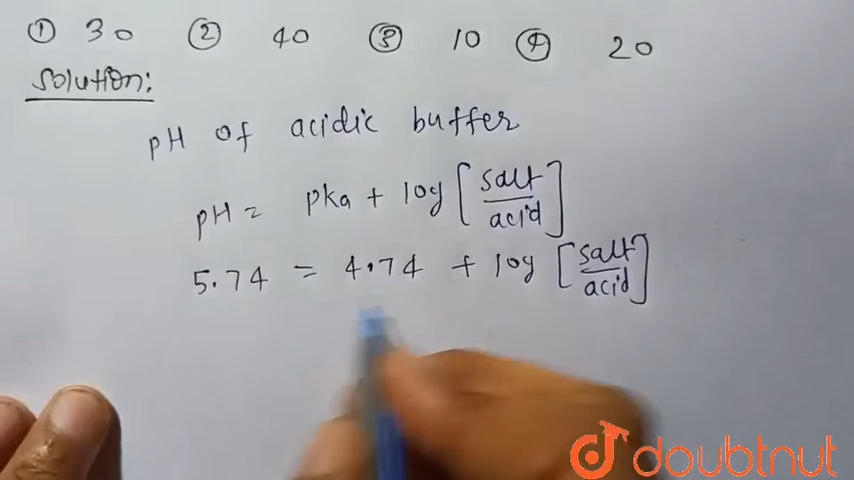 ① 30 ② 40 ③ 10 ④ 20
Solution:
pH of acidic buffer
pH = pka + log [salt/acid]
5.74 = 4.74 + log [salt/acid]
doubtnut